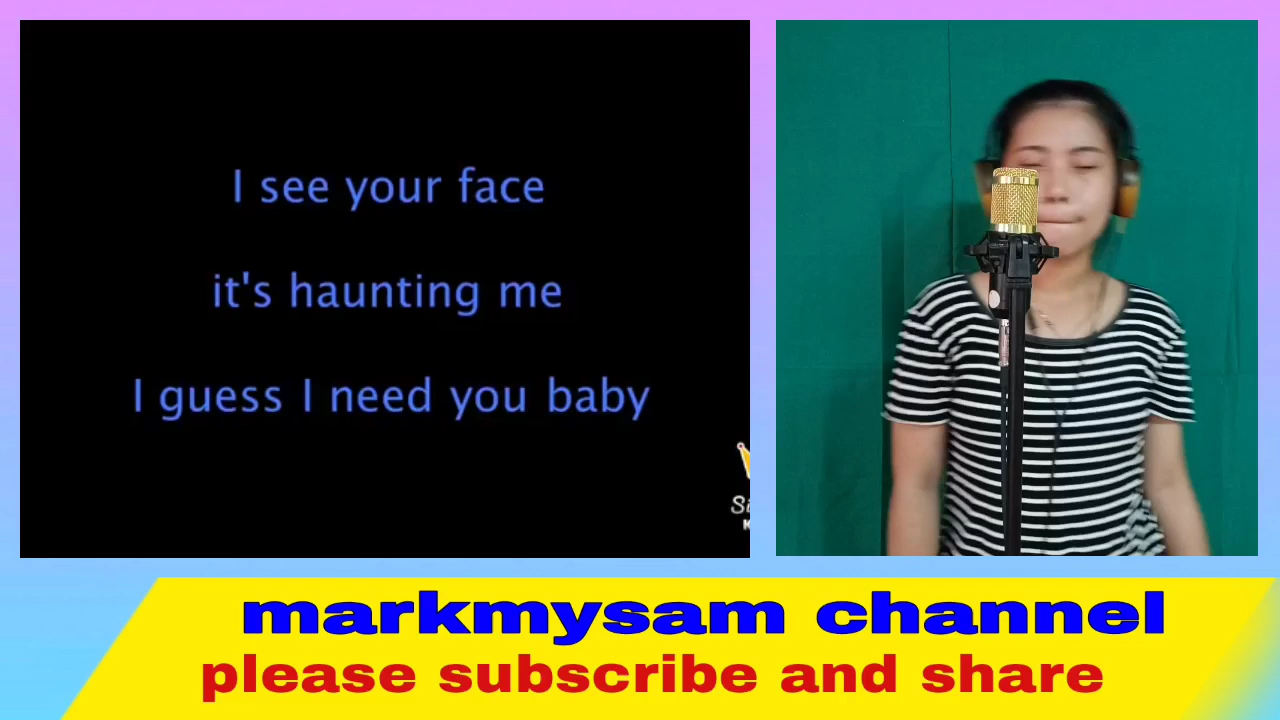 I see your face
it's haunting me
I guess I need you baby
markmysam channel
please subscribe and share